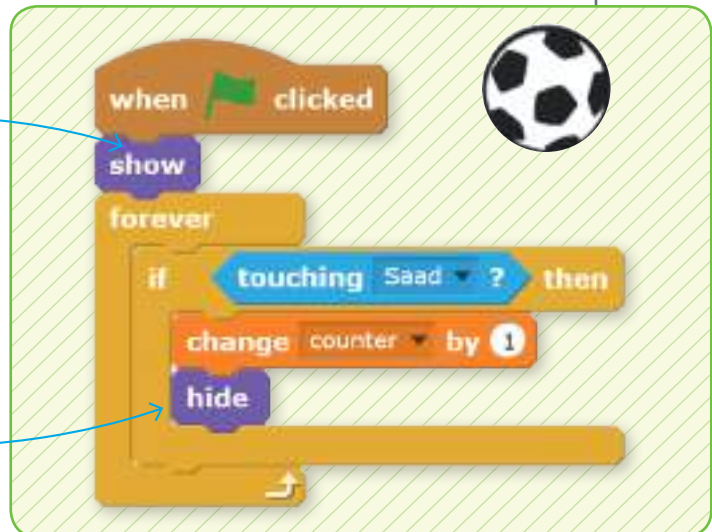 when clicked
show
forever
if touching Saad ? then
change counter by 1
hide